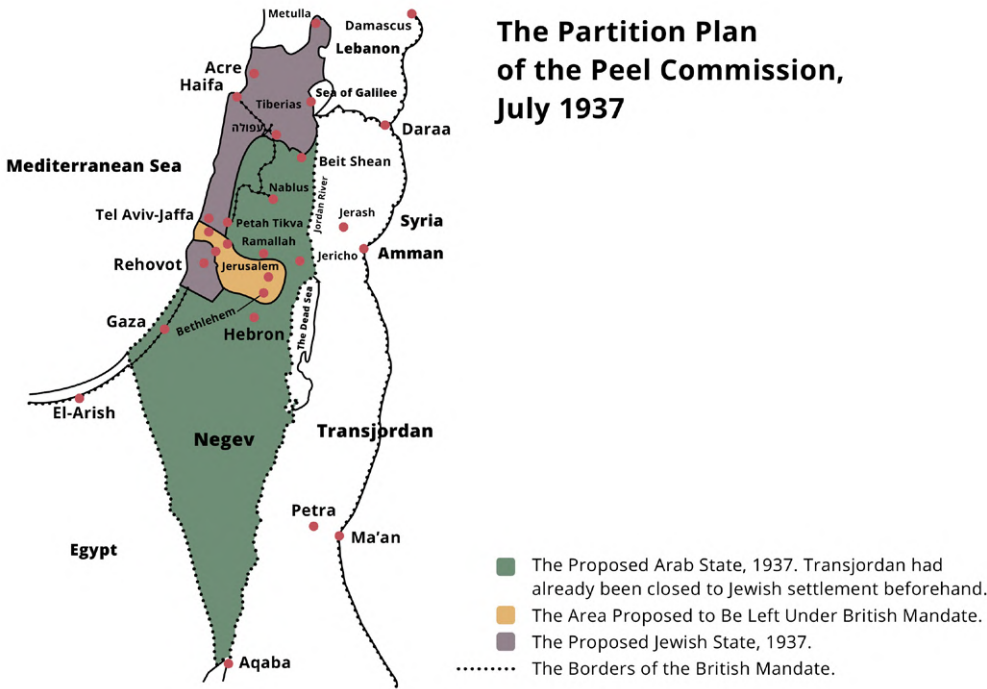 The Partition Plan
of the Peel Commission,
July 1937
Metulla
Damascus
Lebanon
Acre
Haifa
Sea of Galilee
Tiberias
עפולה
Daraa
Mediterranean Sea
Beit Shean
Nablus
Jordan River
Tel Aviv-Jaffa
Petah Tikva
Jerash
Syria
Ramallah
Jericho
Amman
Rehovot
Jerusalem
Gaza
Bethlehem
The Dead Sea
Hebron
El-Arish
Negev
Transjordan
Petra
Ma'an
Egypt
Aqaba
The Proposed Arab State, 1937. Transjordan had
already been closed to Jewish settlement beforehand.
The Area Proposed to Be Left Under British Mandate.
The Proposed Jewish State, 1937.
The Borders of the British Mandate.